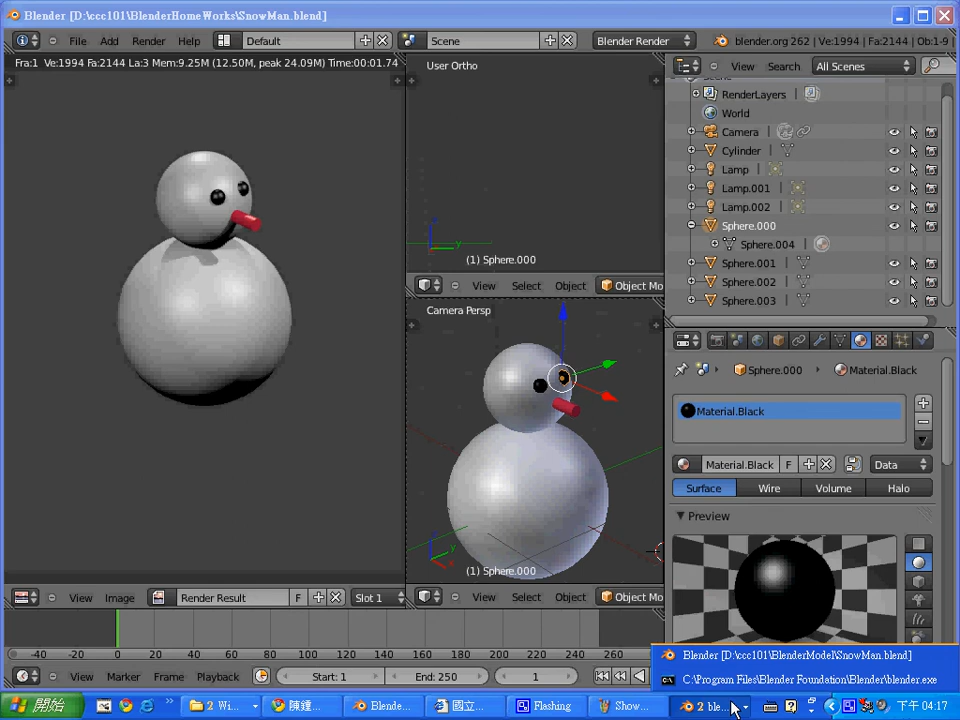 Blender [D:\ccc101\BlenderHomeWorks\SnowMan.blend]
File Add Render Help Default Scene Blender Render blender.org 262 | Ve:1994 | Fa:2144 | Ob:1-9
Fra:1 Ve:1994 Fa:2144 La:3 Mem:9.25M (12.50M, peak 24.09M) Time:00:01.74
User Ortho
(1) Sphere.000
View Select Object Object Mo
Camera Persp
(1) Sphere.000
View Select Object Object Mo
View Search All Scenes
RenderLayers
World
Camera
Cylinder
Lamp
Lamp.001
Lamp.002
Sphere.000
Sphere.004
Sphere.001
Sphere.002
Sphere.003
Sphere.000 Material.Black
Material.Black
Material.Black F Data
Surface Wire Volume Halo
Preview
View Image Render Result F Slot 1
-40 -20 0 20 40 60 80 100 120 140 160 180 200 220 240 260
View Marker Frame Playback Start: 1 End: 250 1
Blender [D:\ccc101\BlenderModel\SnowMan.blend]
C:\Program Files\Blender Foundation\Blender\blender.exe
開始 2 Wi... 陳鍾... Blende... 國立... Flashing Show... 2 ble... 下午 04:17